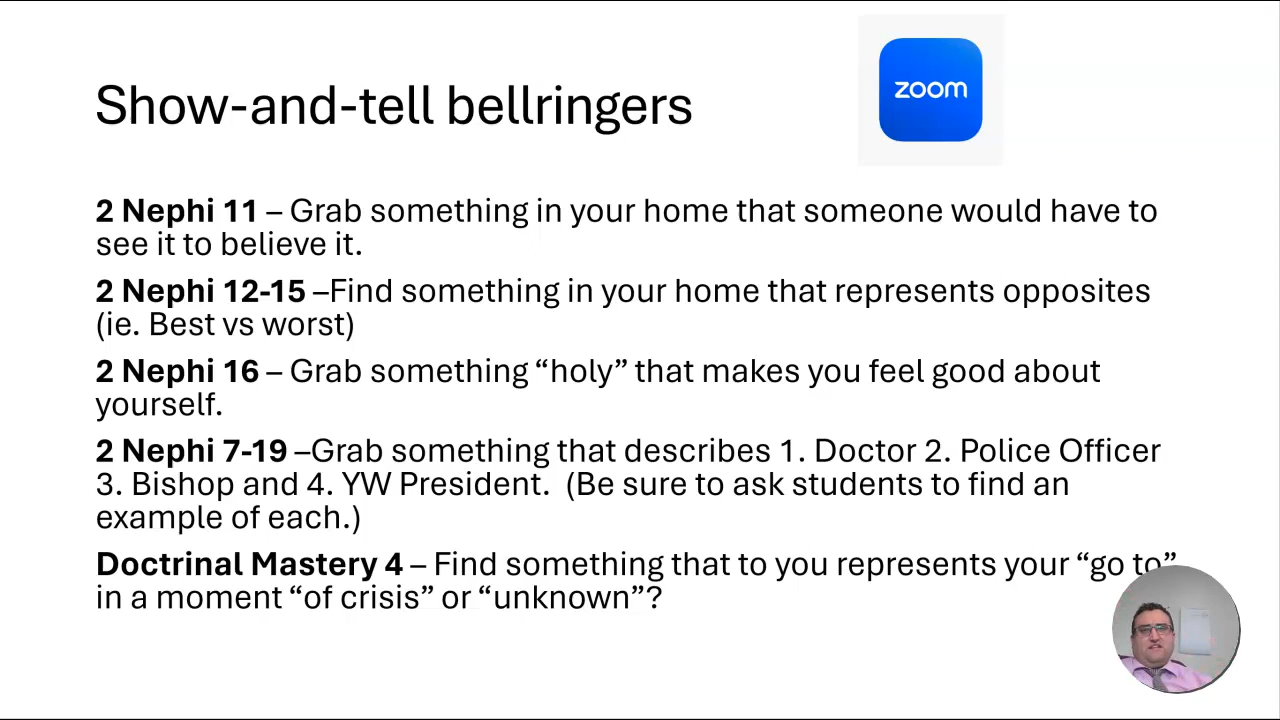 zoom
Show-and-tell bellringers
2 Nephi 11 – Grab something in your home that someone would have to
see it to believe it.
2 Nephi 12-15 –Find something in your home that represents opposites
(ie. Best vs worst)
2 Nephi 16 – Grab something “holy” that makes you feel good about
yourself.
2 Nephi 7-19 –Grab something that describes 1. Doctor 2. Police Officer
3. Bishop and 4. YW President.  (Be sure to ask students to find an
example of each.)
Doctrinal Mastery 4 – Find something that to you represents your “go to”
in a moment “of crisis” or “unknown”?